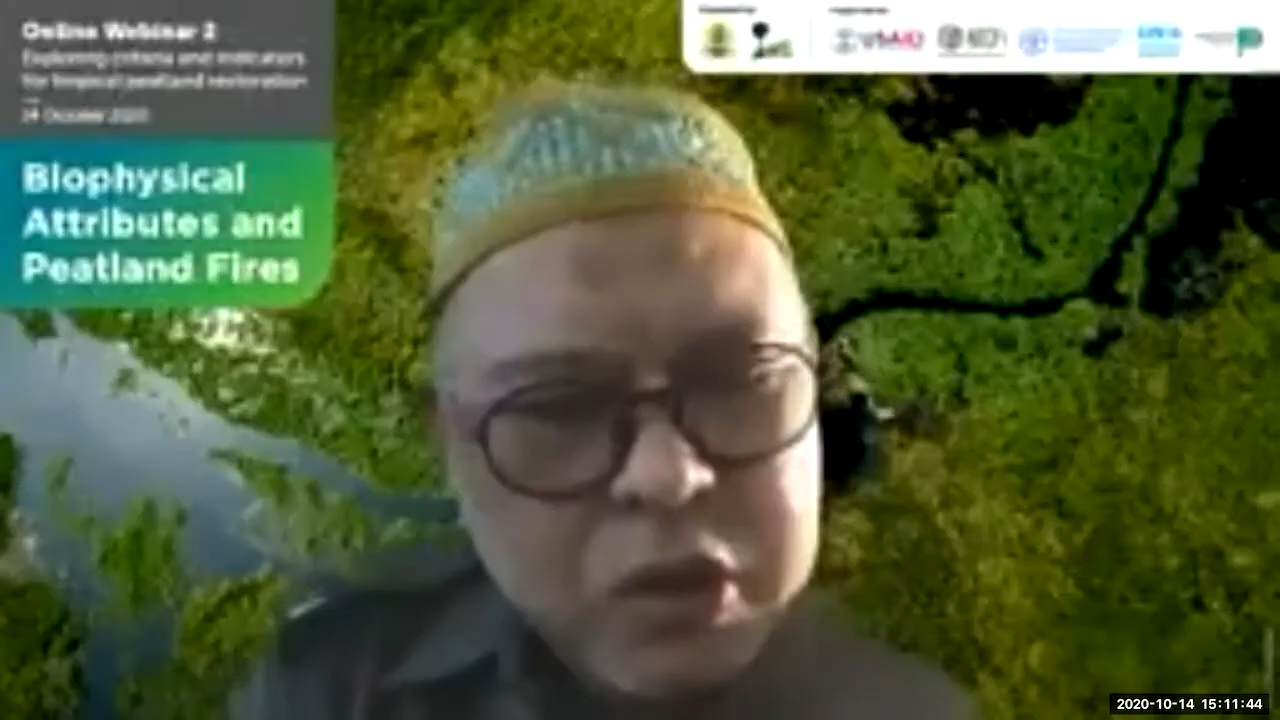 Online Webinar 2
Exploring criteria and indicators
for tropical peatland restoration
14 October 2020
Biophysical
Attributes and
Peatland Fires
USAID
2020-10-14 15:11:44